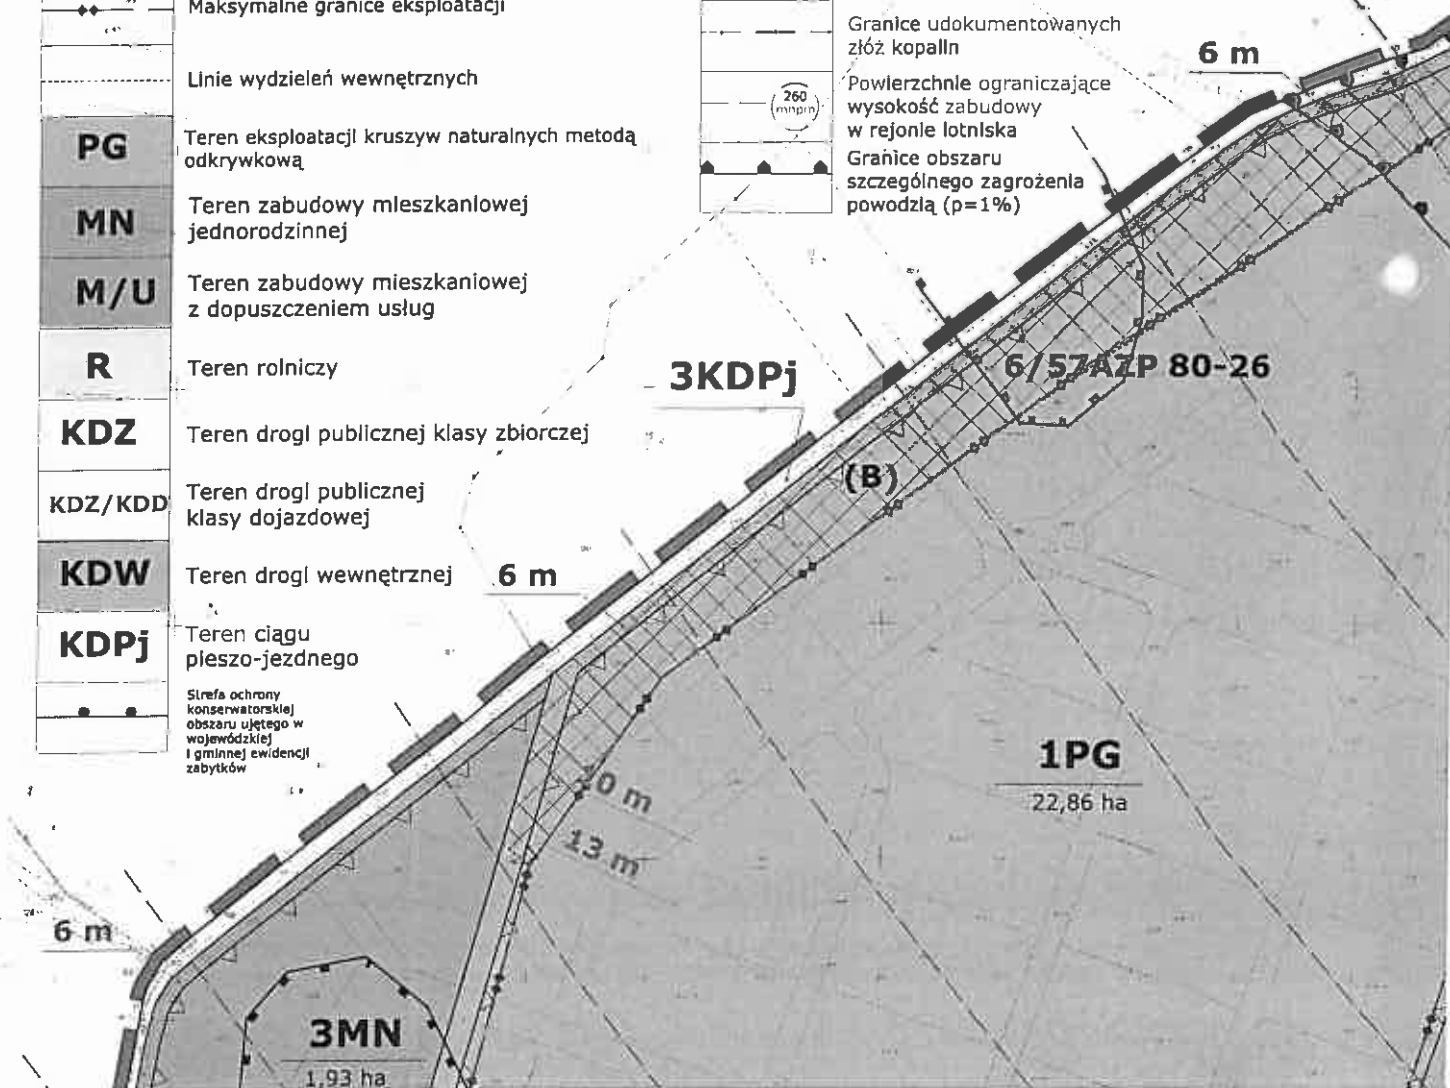 Maksymalne granice eksploatacji
Linie wydzieleń wewnętrznych
PG
Teren eksploatacji kruszyw naturalnych metodą
odkrywkową
MN
Teren zabudowy mieszkaniowej
jednorodzinnej
M/U
Teren zabudowy mieszkaniowej
z dopuszczeniem usług
R
Teren rolniczy
KDZ
Teren drogi publicznej klasy zbiorczej
KDZ/KDD
Teren drogi publicznej
klasy dojazdowej
KDW
Teren drogi wewnętrznej
KDPj
Teren ciągu
pieszo-jezdnego
Strefa ochrony
konserwatorskiej
obszaru ujętego w
wojewódzkiej
i gminnej ewidencji
zabytków
Granice udokumentowanych
złóż kopalin
260
mnpm
Powierzchnie ograniczające
wysokość zabudowy
w rejonie lotniska
Granice obszaru
szczególnego zagrożenia
powodzią (p=1%)
6 m
3KDPj
6/57AZP 80-26
(B)
6 m
1PG
22,86 ha
13 m
6 m
3MN
1,93 ha